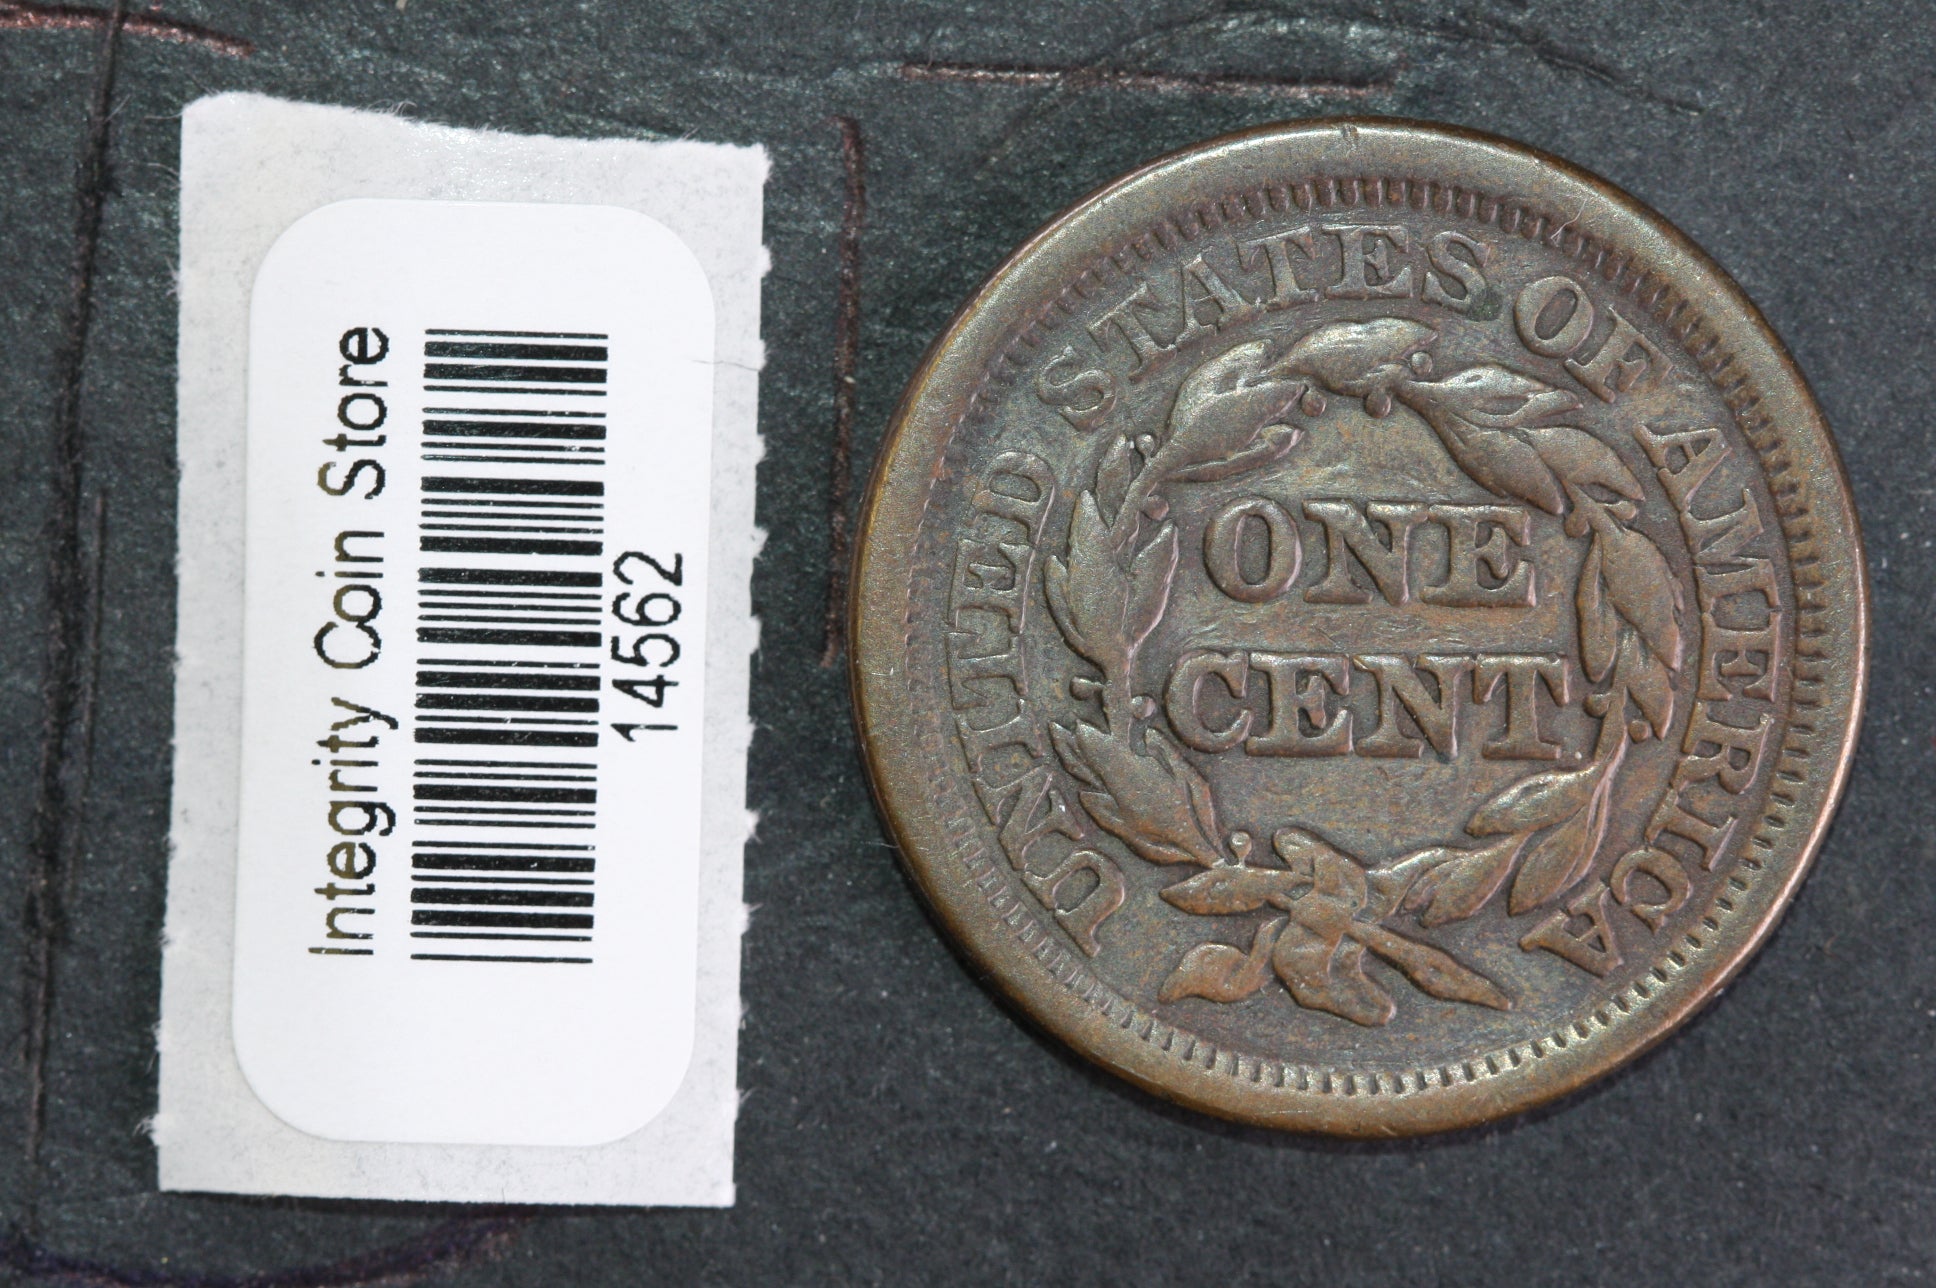 Integrity Coin Store
14562
UNITED STATES OF AMERICA
ONE
CENT